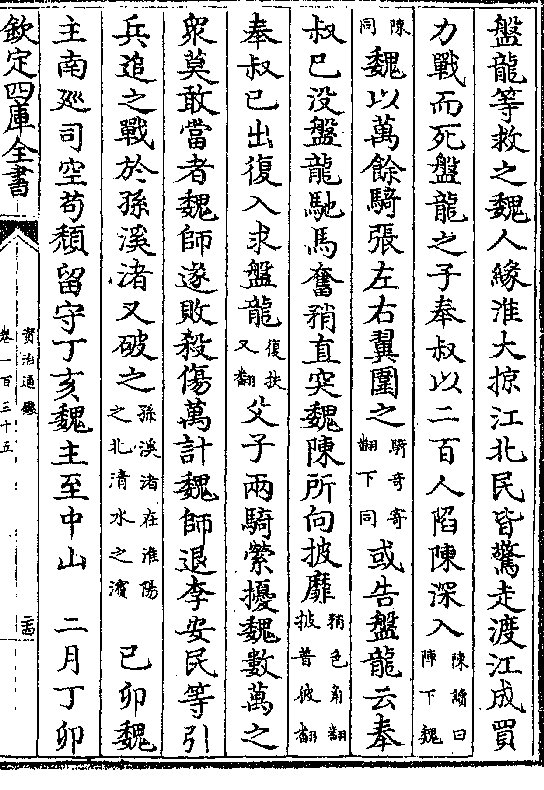 盤龍等救之魏人緣淮大掠江北民皆驚走渡江成買
力戰而死盤龍之子奉叔以二百人陷陳深入陳讀曰陣下魏
陳同魏以萬餘騎張左右翼圍之騎奇寄翻下同或告盤龍云奉
叔已没盤龍馳馬奮矟直突魏陳所向披靡矟色角翻披普彼翻
奉叔已出復入求盤龍復扶又翻父子兩騎縈擾魏數萬之
衆莫敢當者魏師遂敗殺傷萬計魏師退李安民等引
兵追之戰於孫溪渚又破之孫溪渚在淮陽之北清水之濱 己卯魏
主南廵司空苟頹留守丁亥魏主至中山 二月丁卯
欽定四庫全書
資治通鑑
卷一百三十五